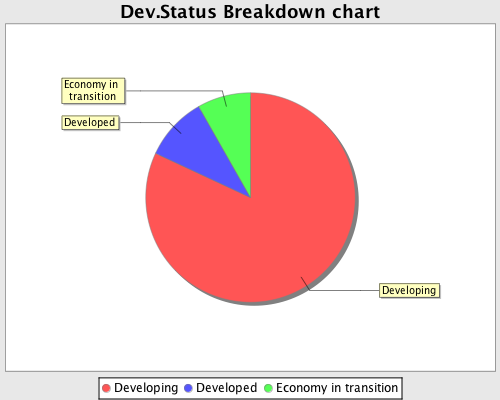 Dev.Status Breakdown chart
Economy in
transition
Developed
Developing
Developing Developed Economy in transition